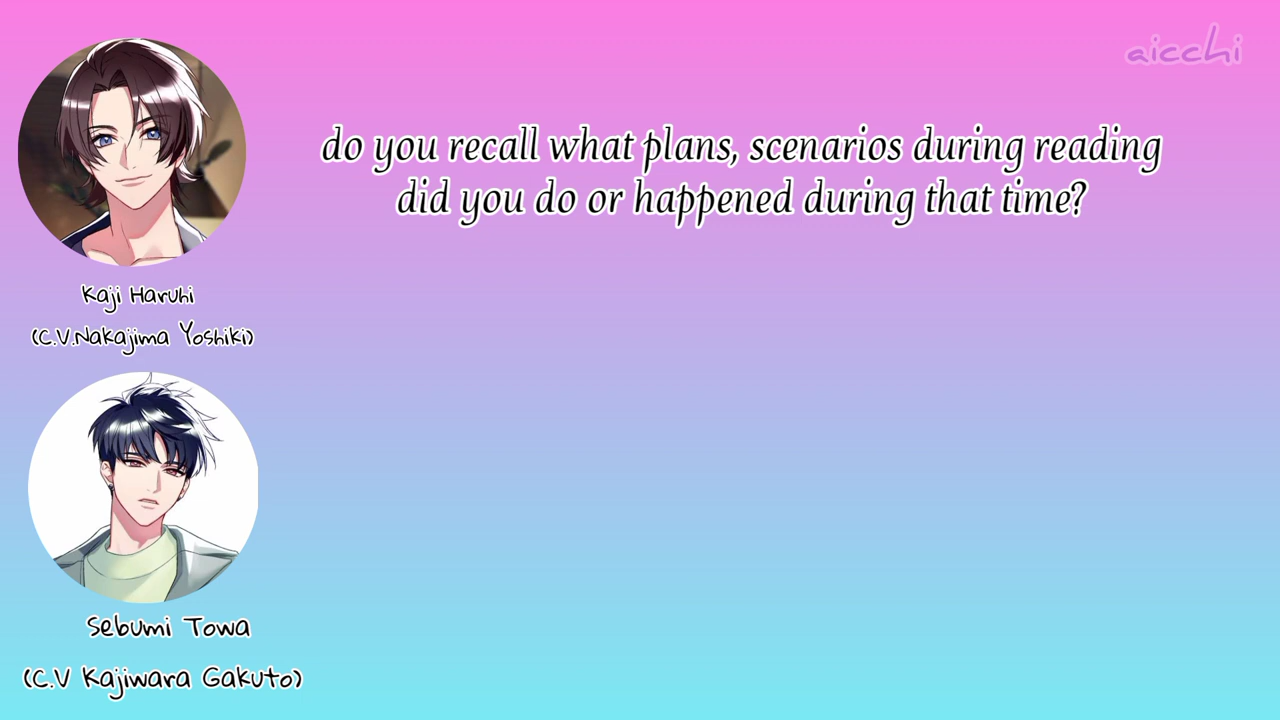 aicchi
do you recall what plans, scenarios during reading
did you do or happened during that time?
Kaji Haruhi
(C.V.Nakajima Yoshiki)
Sebumi Towa
(C.V Kajiwara Gakuto)